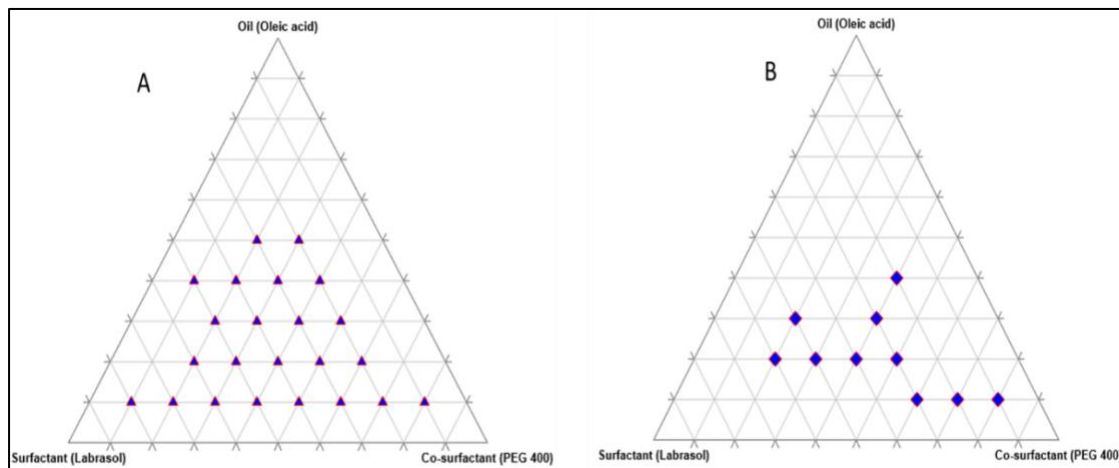 Oil (Oleic acid)
A
Surfactant (Labrasol)
Co-surfactant (PEG 400)
Oil (Oleic acid)
B
Surfactant (Labrasol)
Co-surfactant (PEG 400)